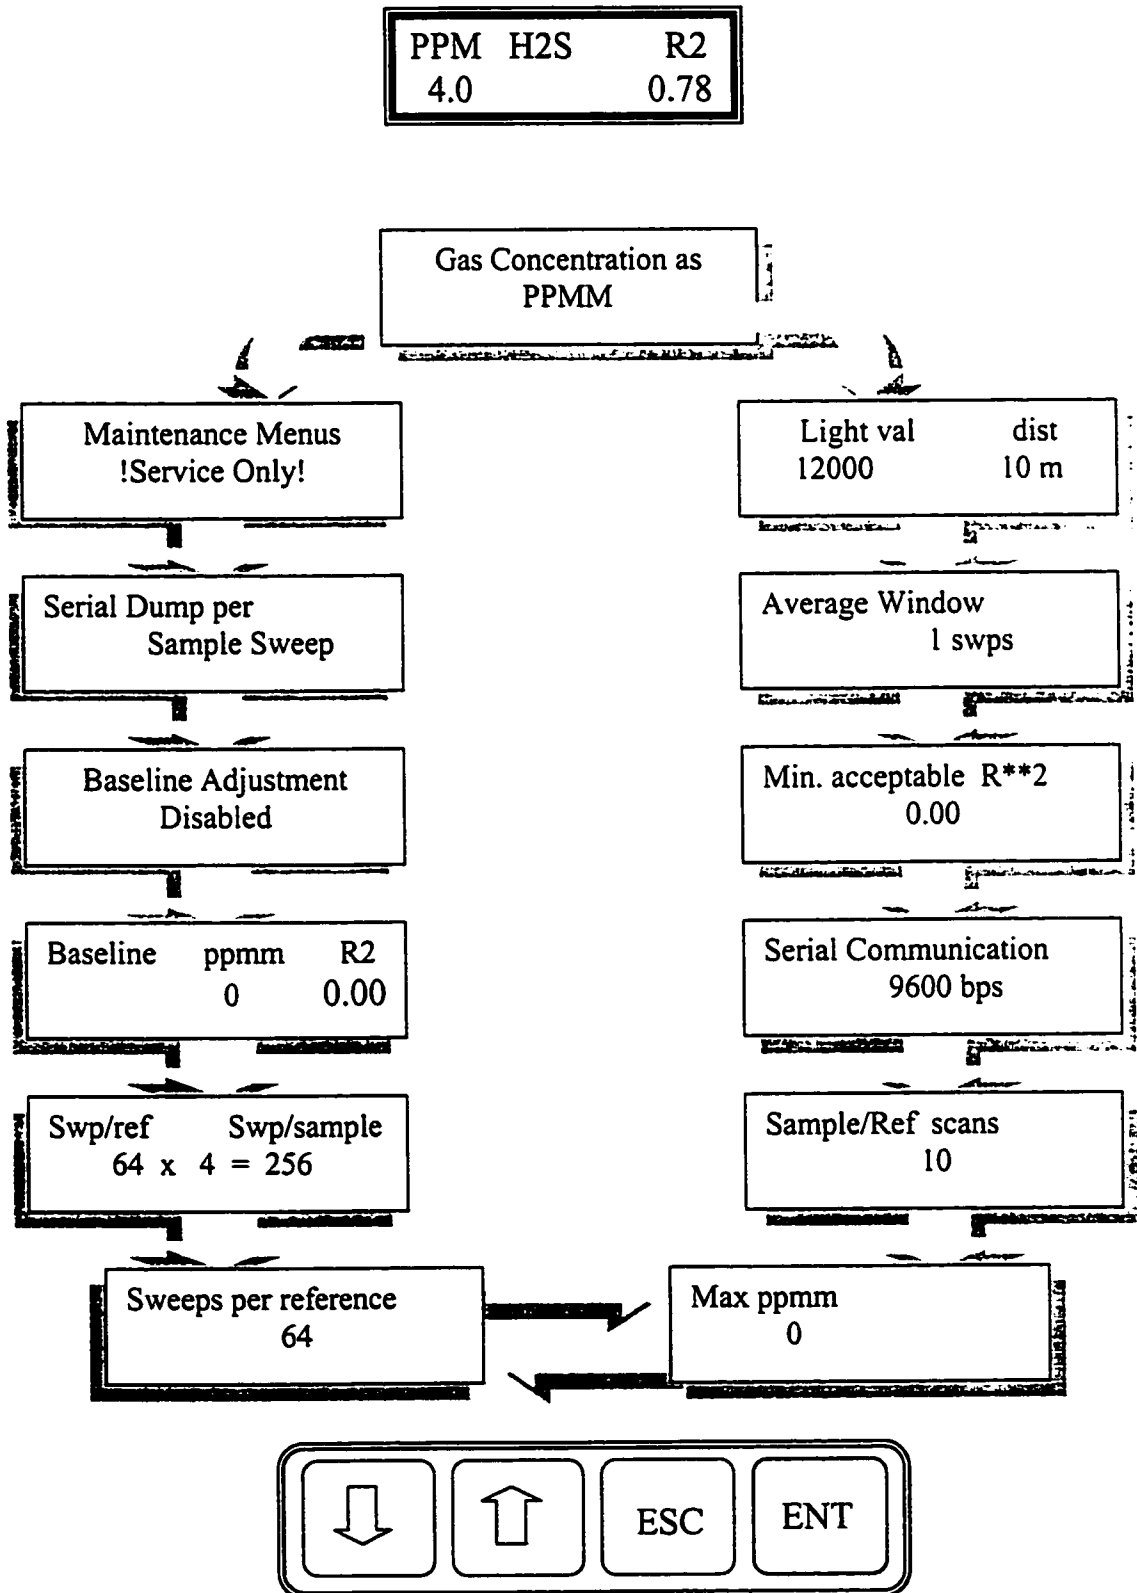 PPM H2S R2
4.0 0.78
Gas Concentration as
PPMM
Maintenance Menus
!Service Only!
Serial Dump per
Sample Sweep
Baseline Adjustment
Disabled
Baseline ppmm R2
0 0.00
Swp/ref Swp/sample
64 x 4 = 256
Sweeps per reference
64
Light val dist
12000 10 m
Average Window
1 swps
Min. acceptable R**2
0.00
Serial Communication
9600 bps
Sample/Ref scans
10
Max ppmm
0
ESC ENT